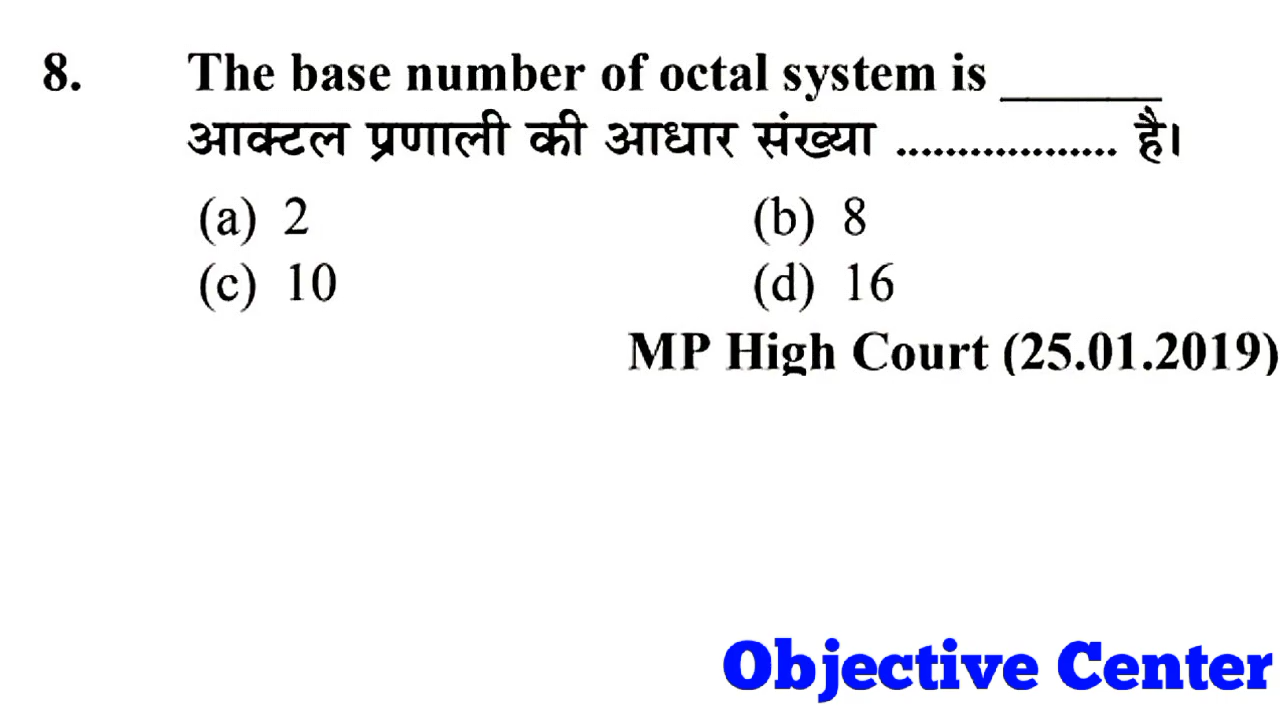 8. The base number of octal system is ______
आक्टल प्रणाली की आधार संख्या .................. है।
(a) 2 (b) 8
(c) 10 (d) 16
MP High Court (25.01.2019)
Objective Center